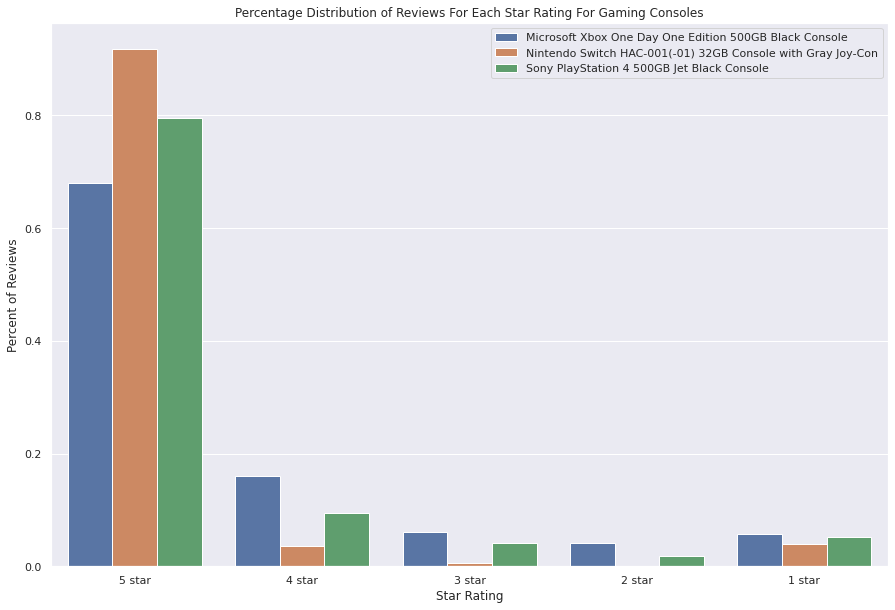 Percentage Distribution of Reviews For Each Star Rating For Gaming Consoles
Microsoft Xbox One Day One Edition 500GB Black Console
Nintendo Switch HAC-001(-01) 32GB Console with Gray Joy-Con
Sony PlayStation 4 500GB Jet Black Console
Percent of Reviews
0.8
0.6
0.4
0.2
0.0
5 star
4 star
3 star
2 star
1 star
Star Rating